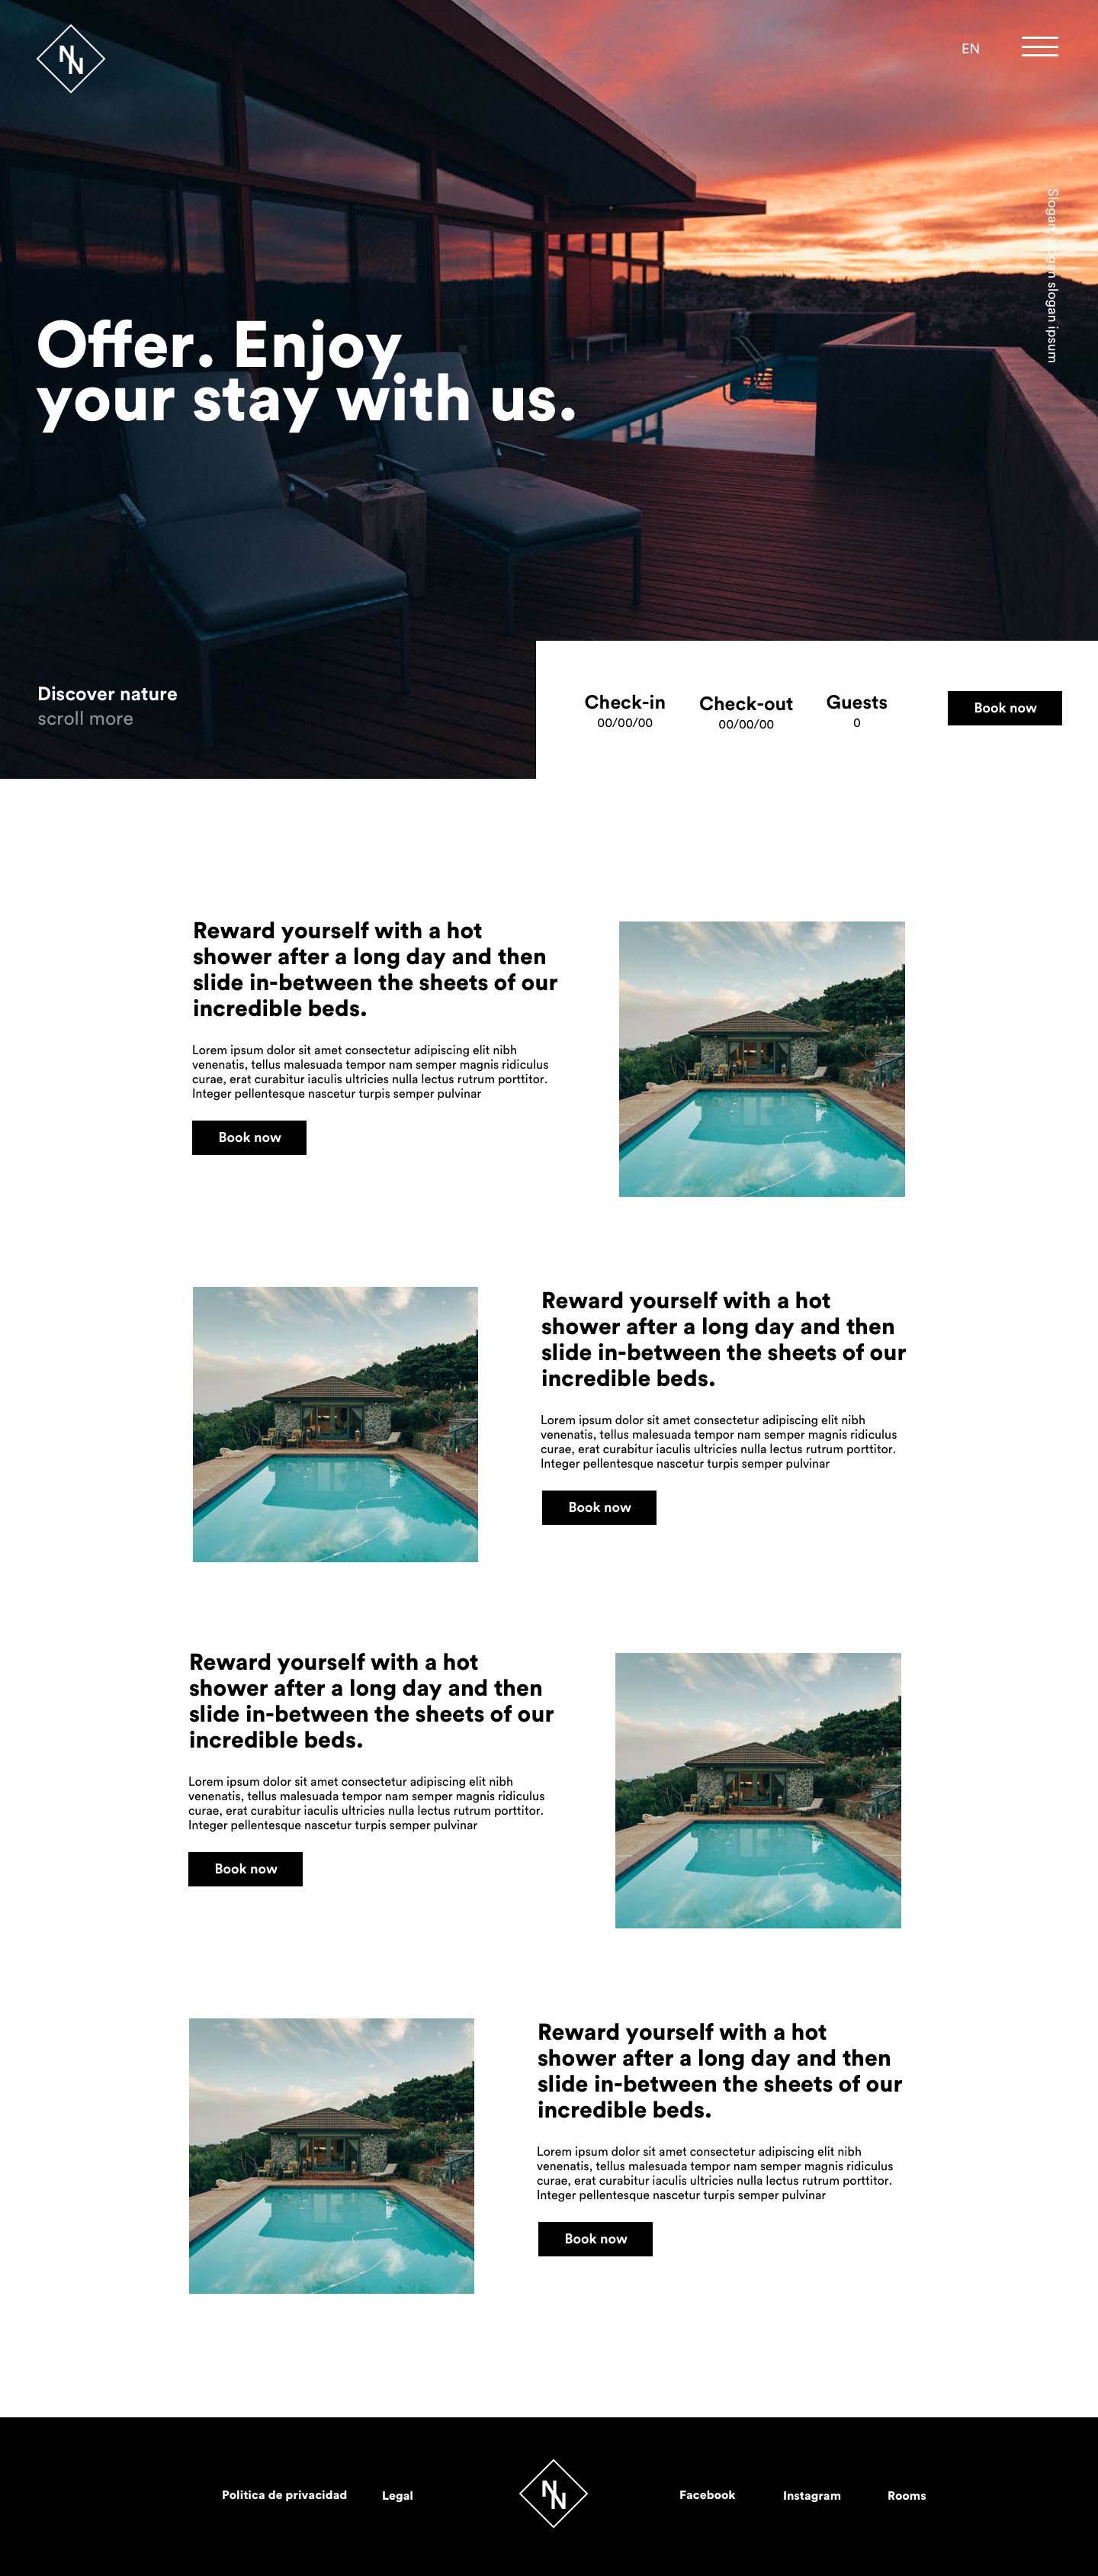 NN
EN
Slogan slogan slogan ipsum
Offer. Enjoy
your stay with us.
Discover nature
scroll more
Check-in
00/00/00
Check-out
00/00/00
Guests
0
Book now
Reward yourself with a hot
shower after a long day and then
slide in-between the sheets of our
incredible beds.
Lorem ipsum dolor sit amet consectetur adipiscing elit nibh
venenatis, tellus malesuada tempor nam semper magnis ridiculus
curae, erat curabitur iaculis ultricies nulla lectus rutrum porttitor.
Integer pellentesque nascetur turpis semper pulvinar
Book now
Reward yourself with a hot
shower after a long day and then
slide in-between the sheets of our
incredible beds.
Lorem ipsum dolor sit amet consectetur adipiscing elit nibh
venenatis, tellus malesuada tempor nam semper magnis ridiculus
curae, erat curabitur iaculis ultricies nulla lectus rutrum porttitor.
Integer pellentesque nascetur turpis semper pulvinar
Book now
Reward yourself with a hot
shower after a long day and then
slide in-between the sheets of our
incredible beds.
Lorem ipsum dolor sit amet consectetur adipiscing elit nibh
venenatis, tellus malesuada tempor nam semper magnis ridiculus
curae, erat curabitur iaculis ultricies nulla lectus rutrum porttitor.
Integer pellentesque nascetur turpis semper pulvinar
Book now
Reward yourself with a hot
shower after a long day and then
slide in-between the sheets of our
incredible beds.
Lorem ipsum dolor sit amet consectetur adipiscing elit nibh
venenatis, tellus malesuada tempor nam semper magnis ridiculus
curae, erat curabitur iaculis ultricies nulla lectus rutrum porttitor.
Integer pellentesque nascetur turpis semper pulvinar
Book now
Politica de privacidad
Legal
NN
Facebook
Instagram
Rooms